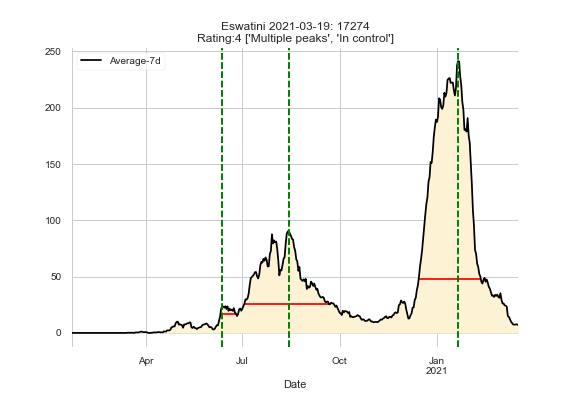 Eswatini 2021-03-19: 17274
Rating:4 ['Multiple peaks', 'In control']
Average-7d
250
200
150
100
50
0
Apr
Jul
Oct
Jan
2021
Date